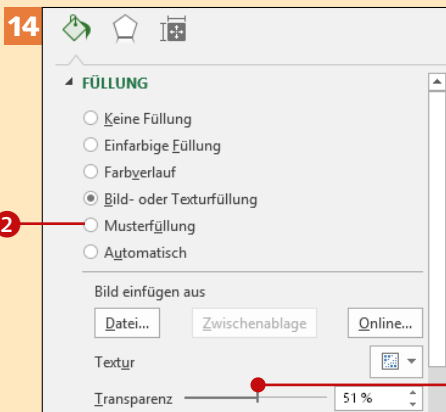 14
FÜLLUNG
Keine Füllung
Einfarbige Füllung
Farbverlauf
Bild- oder Texturfüllung
2 Musterfüllung
Automatisch
Bild einfügen aus
Datei... Zwischenablage Online...
Textur
Transparenz 51 %